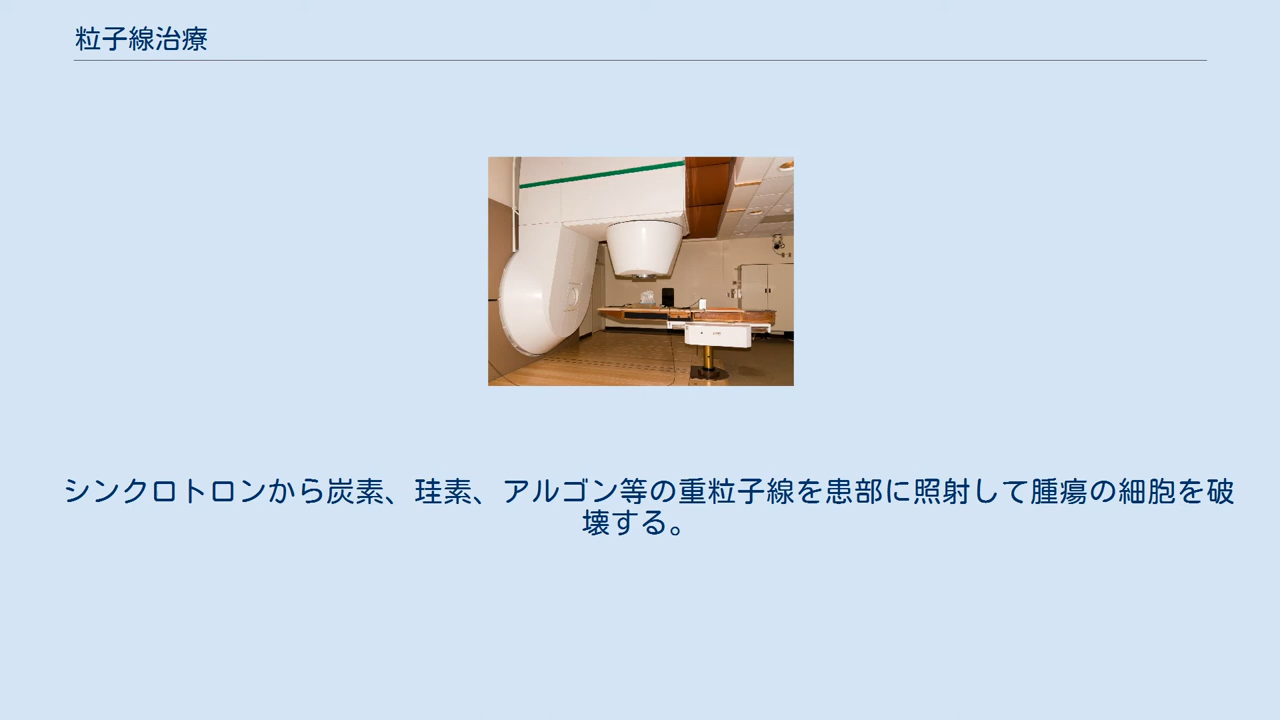 粒子線治療
シンクロトロンから炭素、珪素、アルゴン等の重粒子線を患部に照射して腫瘍の細胞を破
壊する。